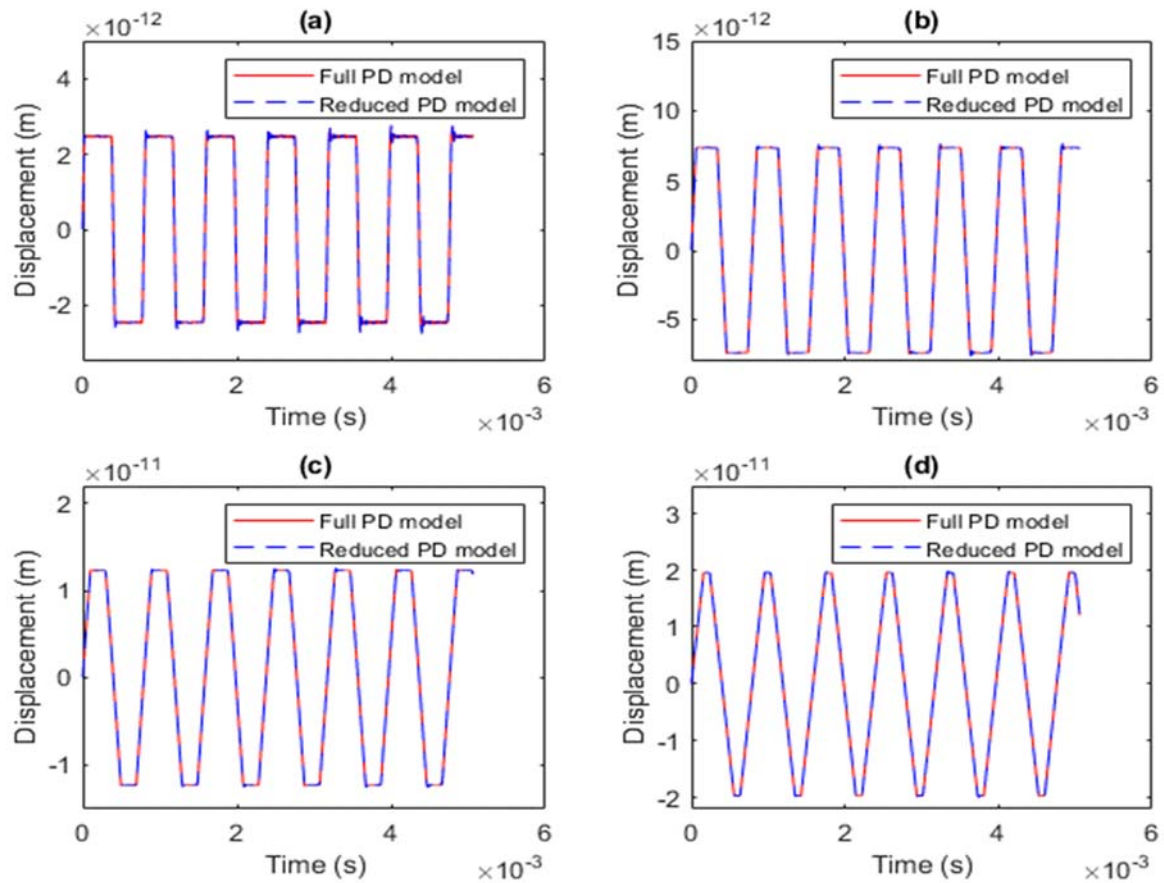 (a)
×10⁻¹²
Full PD model
Reduced PD model
4
2
0
-2
Displacement (m)
0
2
4
6
Time (s)
×10⁻³
(b)
×10⁻¹²
Full PD model
Reduced PD model
15
10
5
0
-5
Displacement (m)
0
2
4
6
Time (s)
×10⁻³
(c)
×10⁻¹¹
Full PD model
Reduced PD model
2
1
0
-1
Displacement (m)
0
2
4
6
Time (s)
×10⁻³
(d)
×10⁻¹¹
Full PD model
Reduced PD model
3
2
1
0
-1
-2
Displacement (m)
0
2
4
6
Time (s)
×10⁻³